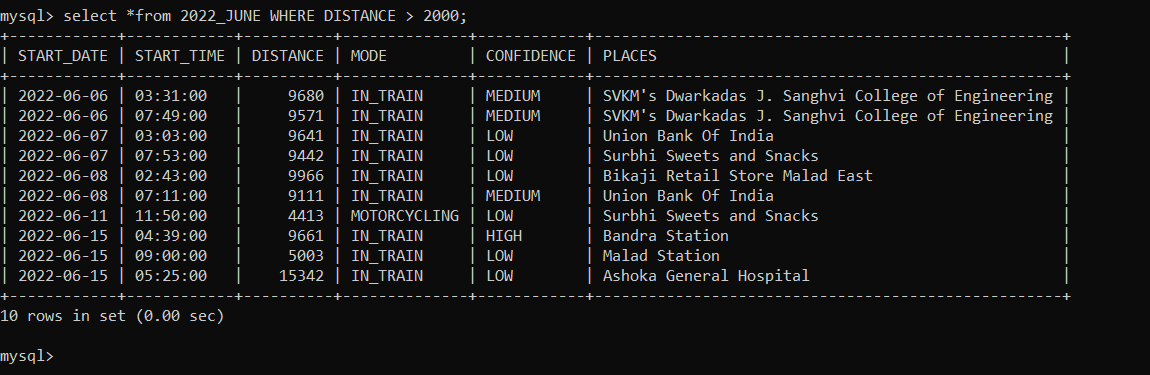 mysql> select *from 2022_JUNE WHERE DISTANCE > 2000;
+------------+------------+----------+--------------+------------+----------------------------------------------------+
| START_DATE | START_TIME | DISTANCE | MODE         | CONFIDENCE | PLACES                                             |
+------------+------------+----------+--------------+------------+----------------------------------------------------+
| 2022-06-06 | 03:31:00   |     9680 | IN_TRAIN     | MEDIUM     | SVKM's Dwarkadas J. Sanghvi College of Engineering |
| 2022-06-06 | 07:49:00   |     9571 | IN_TRAIN     | MEDIUM     | SVKM's Dwarkadas J. Sanghvi College of Engineering |
| 2022-06-07 | 03:03:00   |     9641 | IN_TRAIN     | LOW        | Union Bank Of India                                |
| 2022-06-07 | 07:53:00   |     9442 | IN_TRAIN     | LOW        | Surbhi Sweets and Snacks                           |
| 2022-06-08 | 02:43:00   |     9966 | IN_TRAIN     | LOW        | Bikaji Retail Store Malad East                     |
| 2022-06-08 | 07:11:00   |     9111 | IN_TRAIN     | MEDIUM     | Union Bank Of India                                |
| 2022-06-11 | 11:50:00   |     4413 | MOTORCYCLING | LOW        | Surbhi Sweets and Snacks                           |
| 2022-06-15 | 04:39:00   |     9661 | IN_TRAIN     | HIGH       | Bandra Station                                     |
| 2022-06-15 | 09:00:00   |     5003 | IN_TRAIN     | LOW        | Malad Station                                      |
| 2022-06-15 | 05:25:00   |    15342 | IN_TRAIN     | LOW        | Ashoka General Hospital                            |
+------------+------------+----------+--------------+------------+----------------------------------------------------+
10 rows in set (0.00 sec)
mysql>